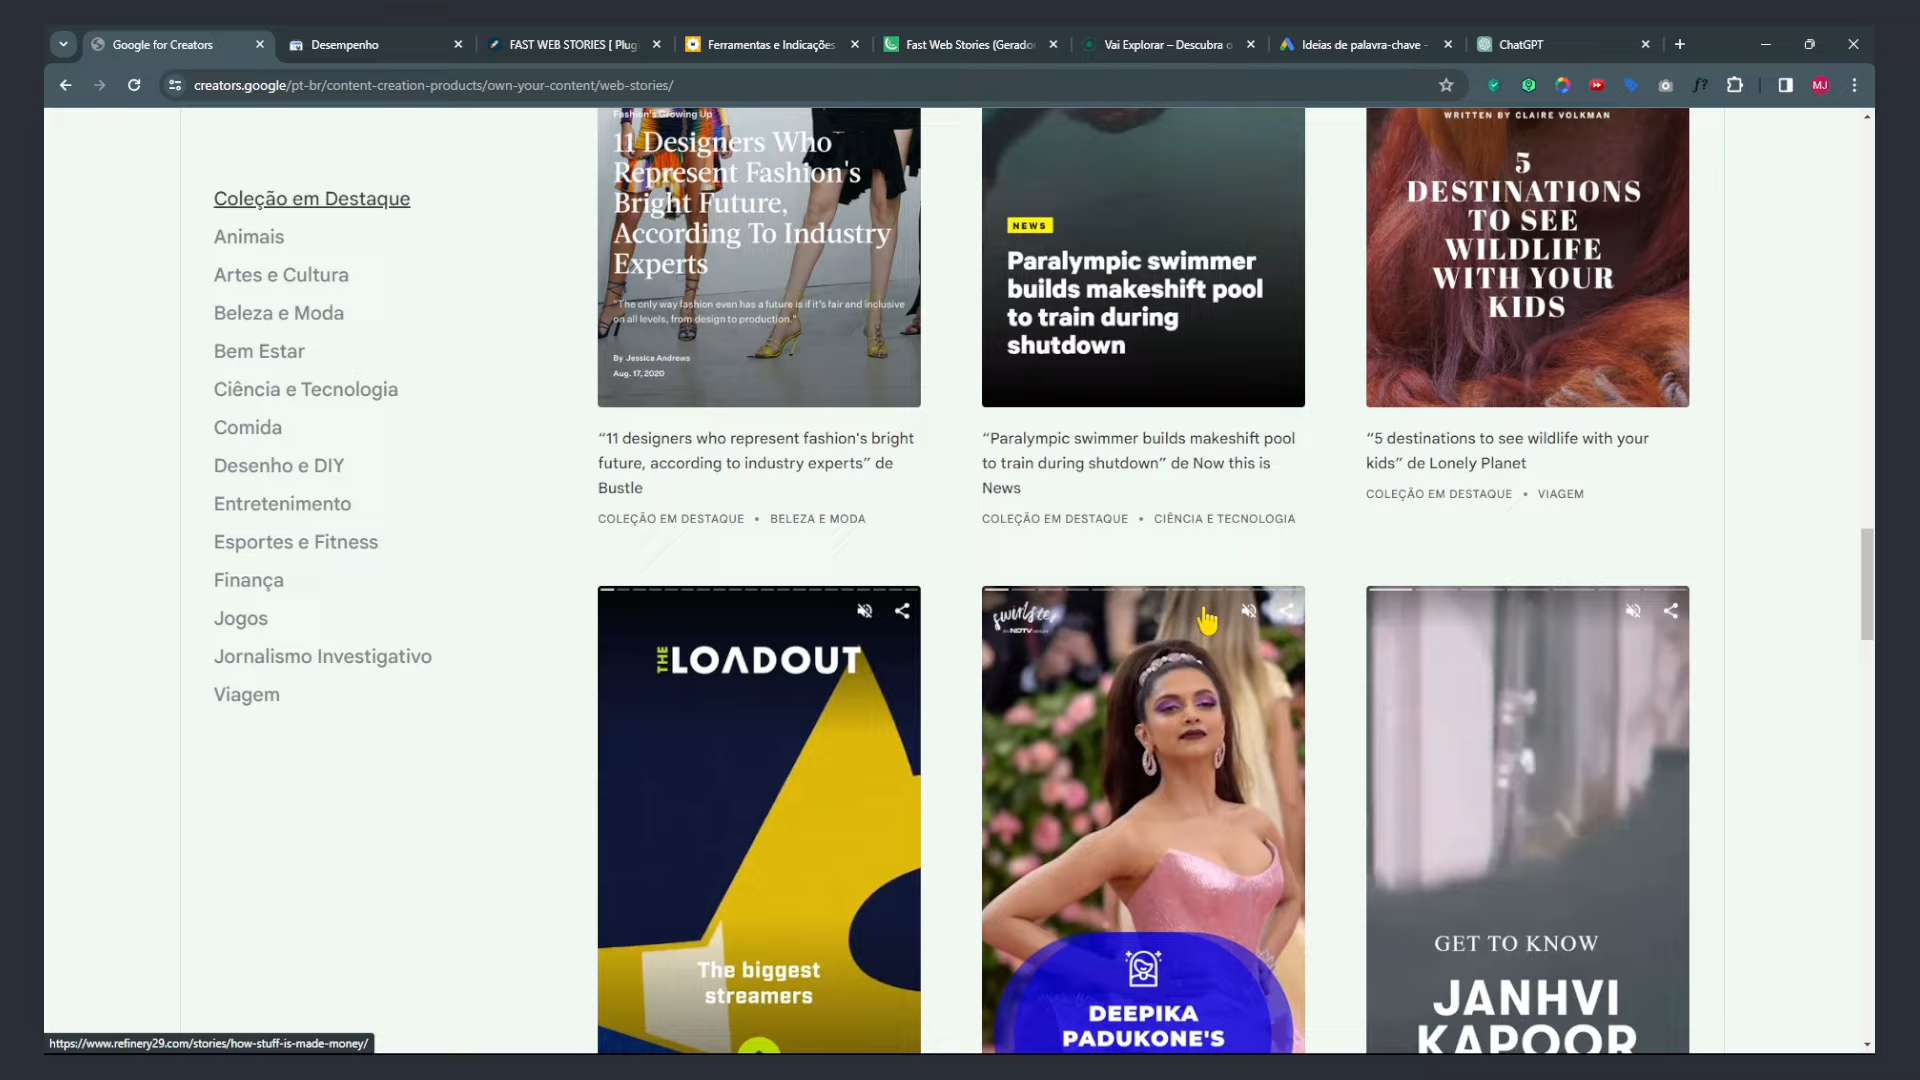 Google for Creators
Desempenho
FAST WEB STORIES [ Plug
Ferramentas e Indicações
Fast Web Stories (Gerado
Vai Explorar – Descubra o
Ideias de palavra-chave -
ChatGPT
creators.google/pt-br/content-creation-products/own-your-content/web-stories/
f?
MJ
Coleção em Destaque
Animais
Artes e Cultura
Beleza e Moda
Bem Estar
Ciência e Tecnologia
Comida
Desenho e DIY
Entretenimento
Esportes e Fitness
Finança
Jogos
Jornalismo Investigativo
Viagem
Fashion's Growing Up
11 Designers Who
Represent Fashion's
Bright Future,
According To Industry
Experts
"The only way fashion even has a future is if it's fair and inclusive
on all levels, from design to production."
By Jessica Andrews
Aug. 17, 2020
NEWS
Paralympic swimmer
builds makeshift pool
to train during
shutdown
WRITTEN BY CLAIRE VOLKMAN
5
DESTINATIONS
TO SEE
WILDLIFE
WITH YOUR
KIDS
“11 designers who represent fashion's bright
future, according to industry experts” de
Bustle
COLEÇÃO EM DESTAQUE • BELEZA E MODA
“Paralympic swimmer builds makeshift pool
to train during shutdown” de Now this is
News
COLEÇÃO EM DESTAQUE • CIÊNCIA E TECNOLOGIA
“5 destinations to see wildlife with your
kids” de Lonely Planet
COLEÇÃO EM DESTAQUE • VIAGEM
THE LOADOUT
The biggest
streamers
swirlster
AN NDTV VENTURE
DEEPIKA
PADUKONE'S
GET TO KNOW
JANHVI
KAPOOR
https://www.refinery29.com/stories/how-stuff-is-made-money/